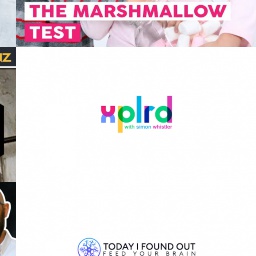 THE MARSHMALLOW
TEST
xplrd
with simon whistler
TODAY I FOUND OUT
FEED YOUR BRAIN